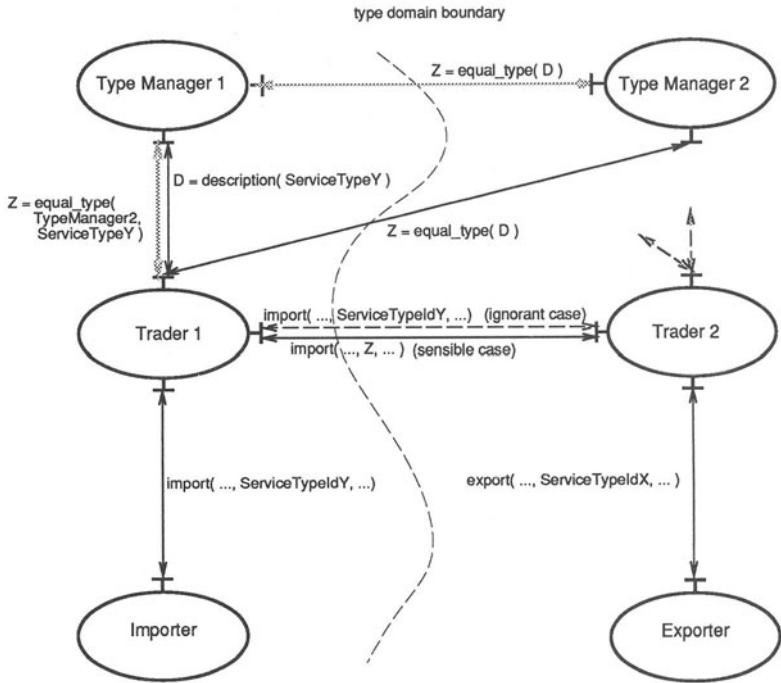 type domain boundary
Type Manager 1
Z = equal_type( D )
Type Manager 2
D = description( ServiceTypeY )
Z = equal_type(
TypeManager2,
ServiceTypeY )
Z = equal_type( D )
Trader 1
import( ..., ServiceTypeIdY, ...) (ignorant case)
import( ..., Z, ... ) (sensible case)
Trader 2
import( ..., ServiceTypeIdY, ...)
export( ..., ServiceTypeIdX, ... )
Importer
Exporter